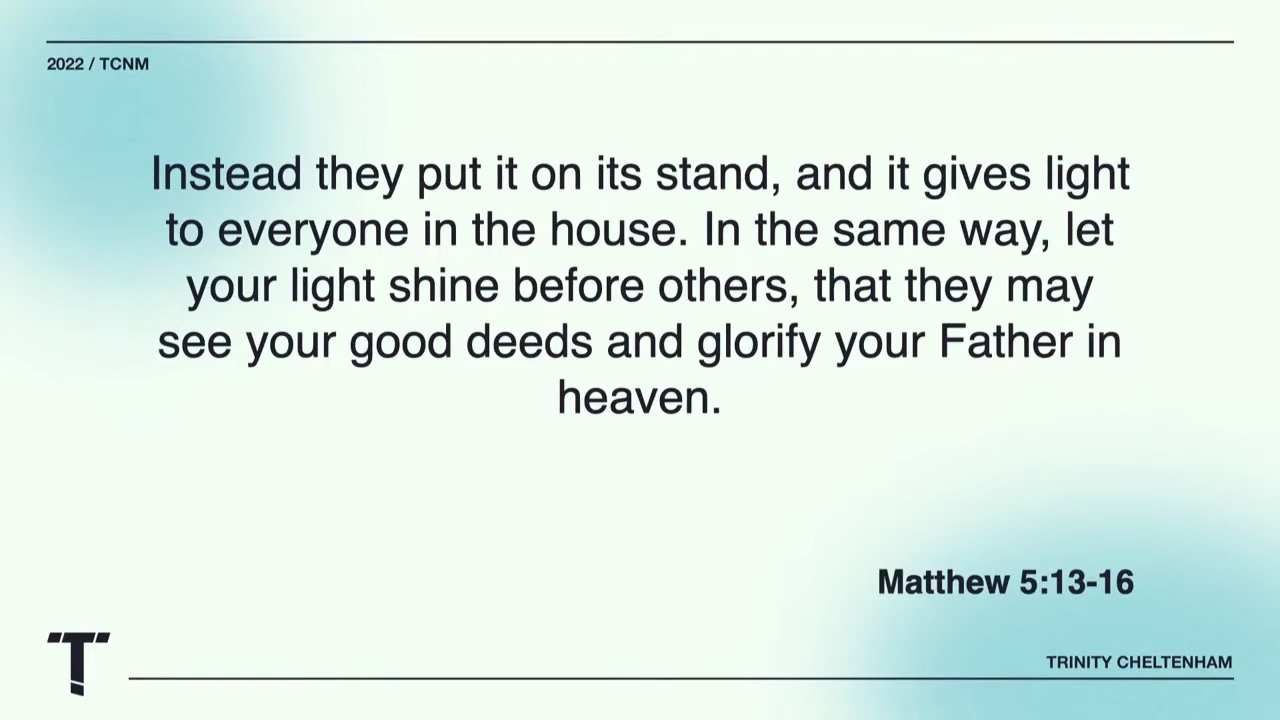 2022 / TCNM
Instead they put it on its stand, and it gives light
to everyone in the house. In the same way, let
your light shine before others, that they may
see your good deeds and glorify your Father in
heaven.
Matthew 5:13-16
T
TRINITY CHELTENHAM